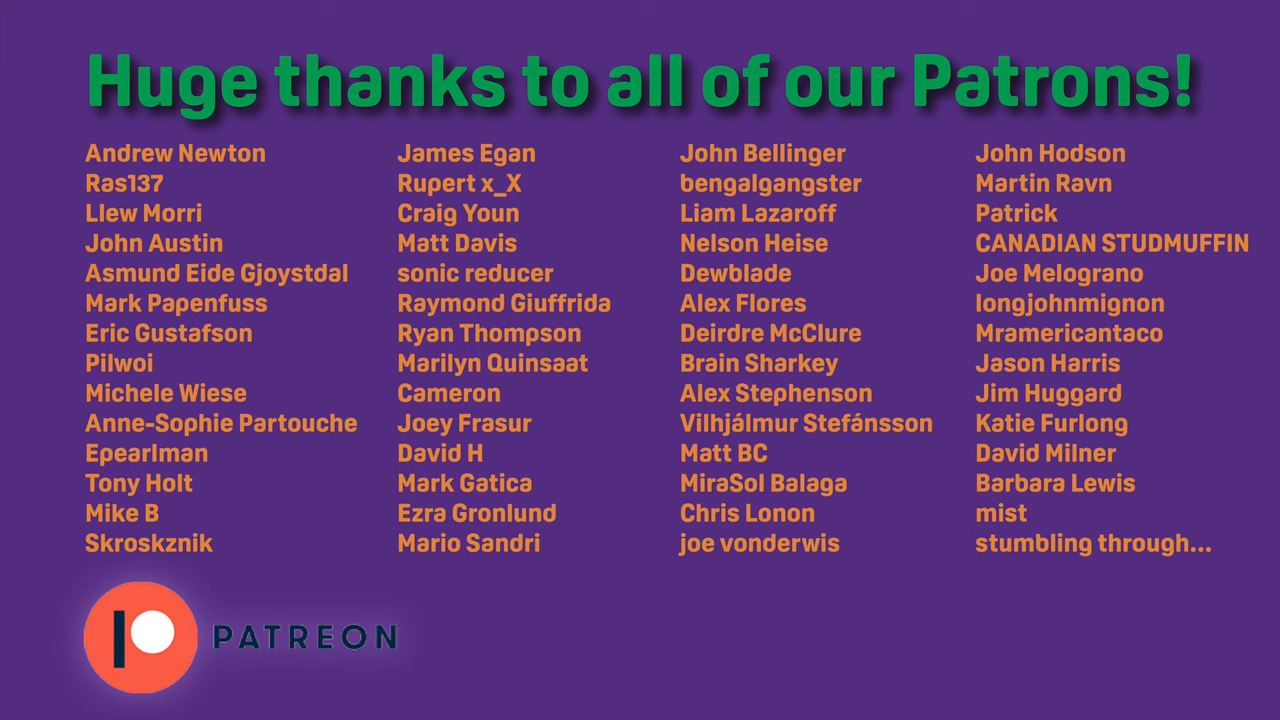 Huge thanks to all of our Patrons!
Andrew Newton
Ras137
Llew Morri
John Austin
Asmund Eide Gjoystdal
Mark Papenfuss
Eric Gustafson
Pilwoi
Michele Wiese
Anne-Sophie Partouche
Epearlman
Tony Holt
Mike B
Skroskznik
James Egan
Rupert x_X
Craig Youn
Matt Davis
sonic reducer
Raymond Giuffrida
Ryan Thompson
Marilyn Quinsaat
Cameron
Joey Frasur
David H
Mark Gatica
Ezra Gronlund
Mario Sandri
John Bellinger
bengalgangster
Liam Lazaroff
Nelson Heise
Dewblade
Alex Flores
Deirdre McClure
Brain Sharkey
Alex Stephenson
Vilhjálmur Stefánsson
Matt BC
MiraSol Balaga
Chris Lonon
joe vonderwis
John Hodson
Martin Ravn
Patrick
CANADIAN STUDMUFFIN
Joe Melograno
longjohnmignon
Mramericantaco
Jason Harris
Jim Huggard
Katie Furlong
David Milner
Barbara Lewis
mist
stumbling through...
PATREON